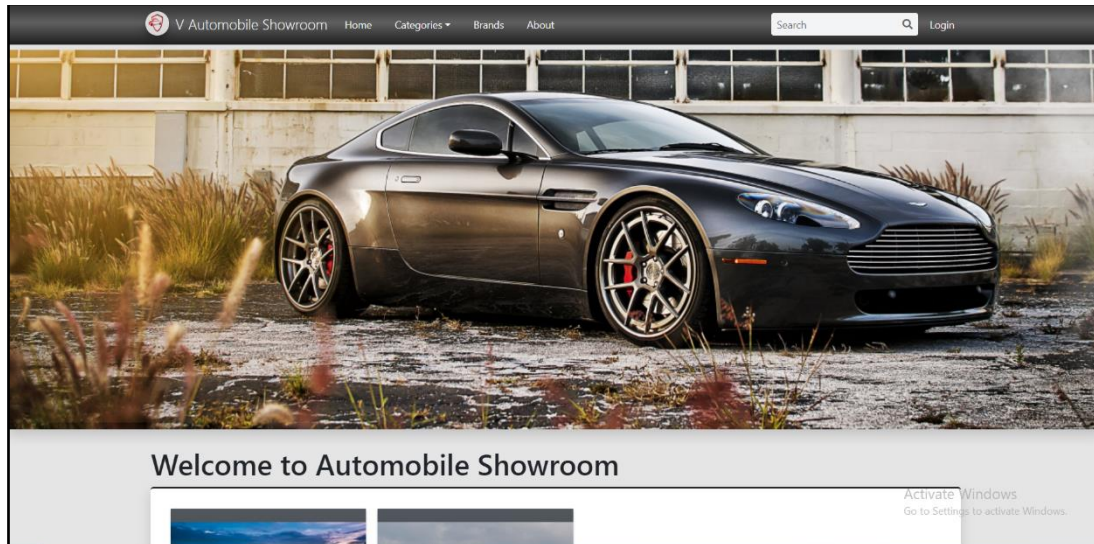 V Automobile Showroom Home Categories Brands About Search Login
Welcome to Automobile Showroom
Activate Windows
Go to Settings to activate Windows.